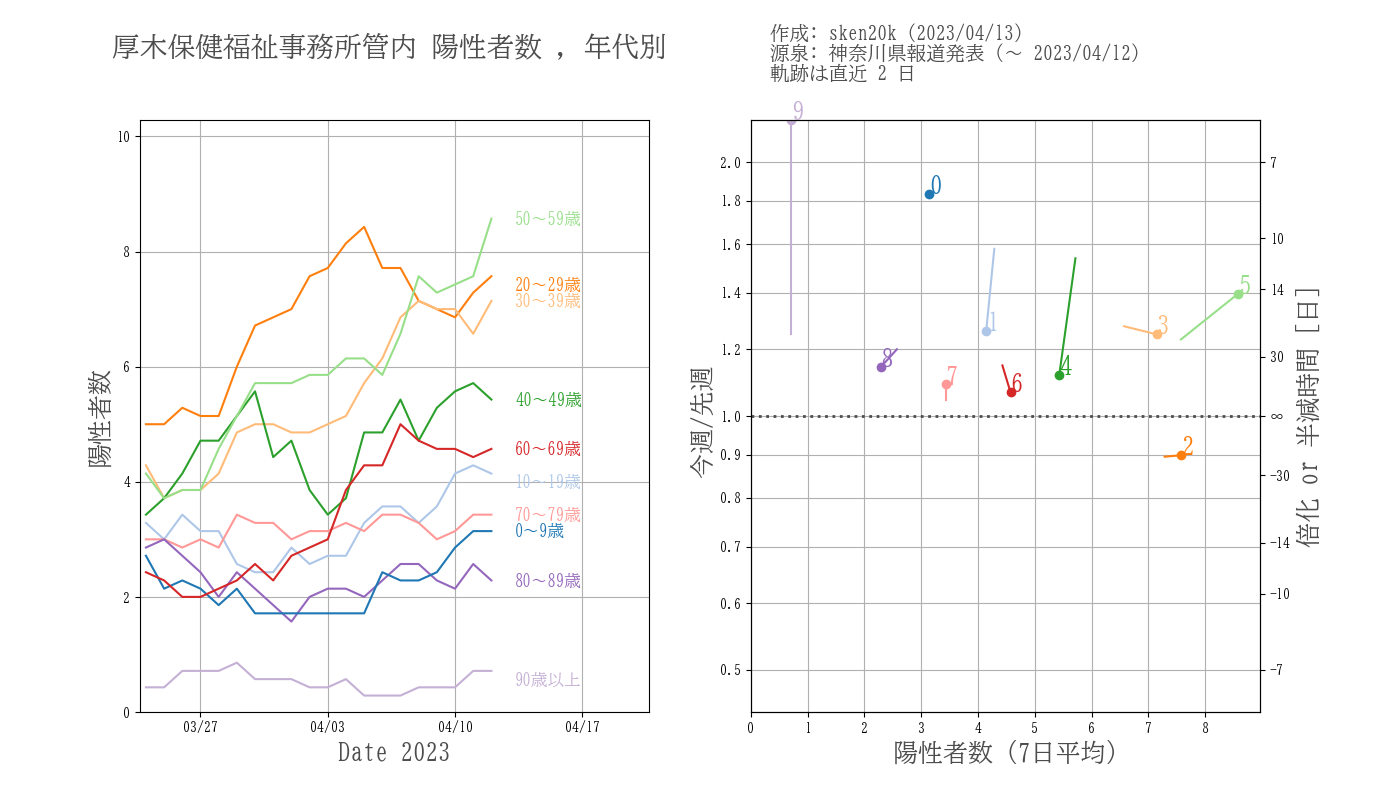 厚木保健福祉事務所管内 陽性者数 , 年代別
作成: sken20k (2023/04/13)
源泉: 神奈川県報道発表 (～ 2023/04/12)
軌跡は直近 2 日
陽性者数
10
8
6
4
2
0
50～59歳
20～29歳
30～39歳
40～49歳
60～69歳
10～19歳
70～79歳
0～9歳
80～89歳
90歳以上
03/27
04/03
04/10
04/17
Date 2023
今週/先週
2.0
1.8
1.6
1.4
1.2
1.0
0.9
0.8
0.7
0.6
0.5
9
0
1
5
3
8
7
6
4
2
7
10
14
30
∞
−30
−14
−10
−7
倍化 or 半減時間 [日]
0
1
2
3
4
5
6
7
8
陽性者数 (7日平均)